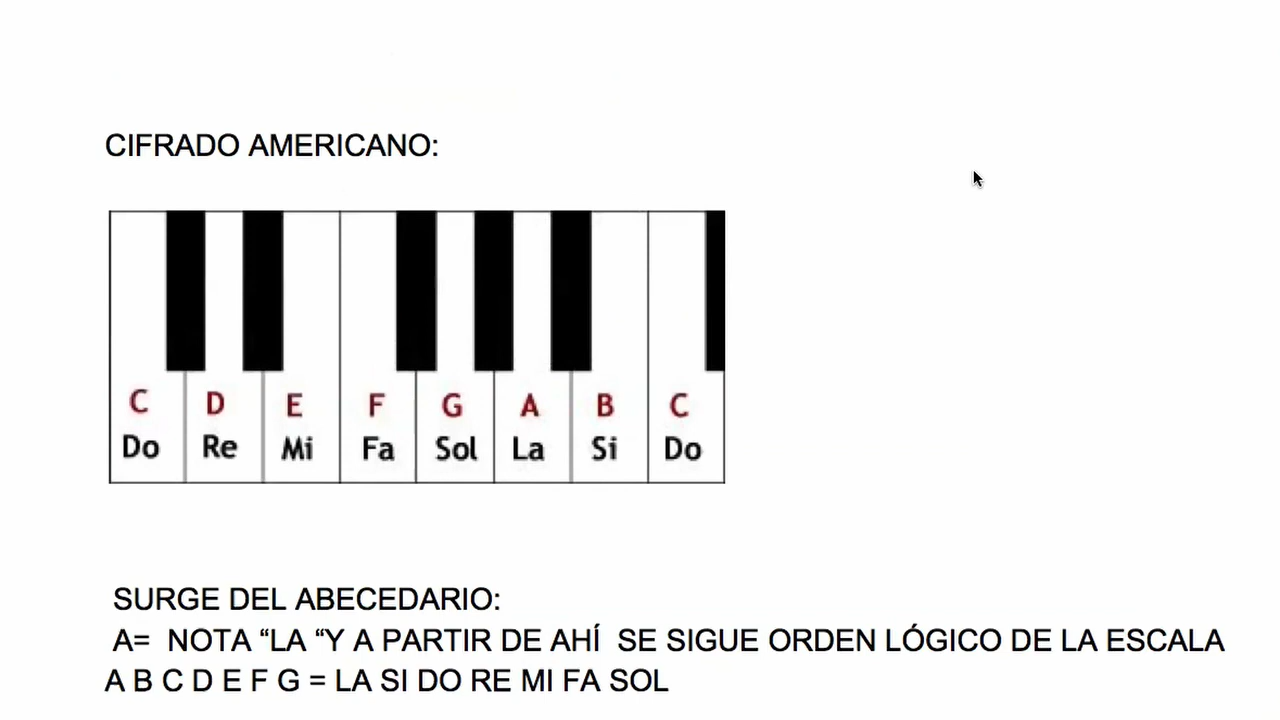 CIFRADO AMERICANO:
C D E F G A B C
Do Re Mi Fa Sol La Si Do
SURGE DEL ABECEDARIO:
A= NOTA “LA “Y A PARTIR DE AHÍ SE SIGUE ORDEN LÓGICO DE LA ESCALA
A B C D E F G = LA SI DO RE MI FA SOL